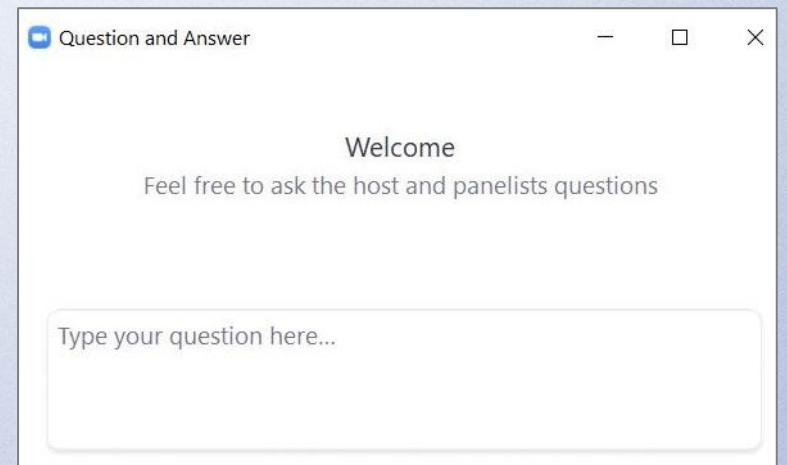 Question and Answer
Welcome
Feel free to ask the host and panelists questions
Type your question here...